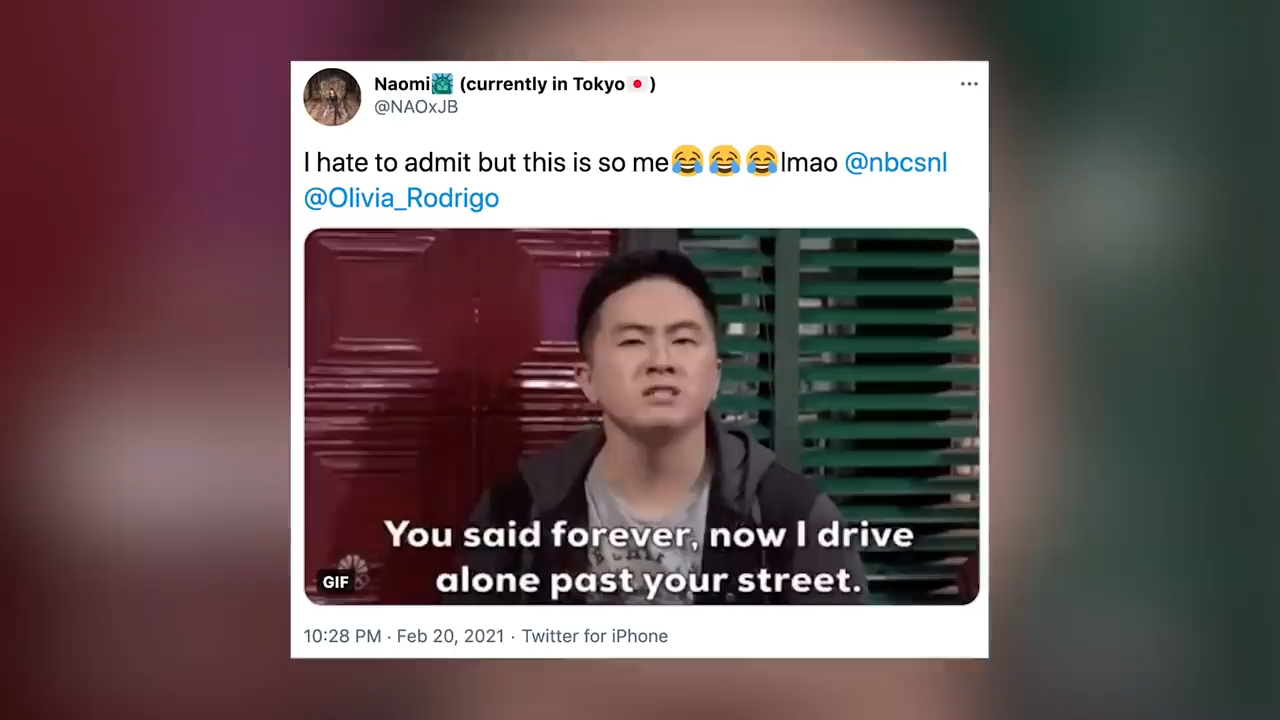 Naomi🗽 (currently in Tokyo🇯🇵)
@NAOxJB
I hate to admit but this is so me😂😂😂lmao @nbcsnl
@Olivia_Rodrigo
You said forever, now I drive
alone past your street.
GIF
10:28 PM · Feb 20, 2021 · Twitter for iPhone